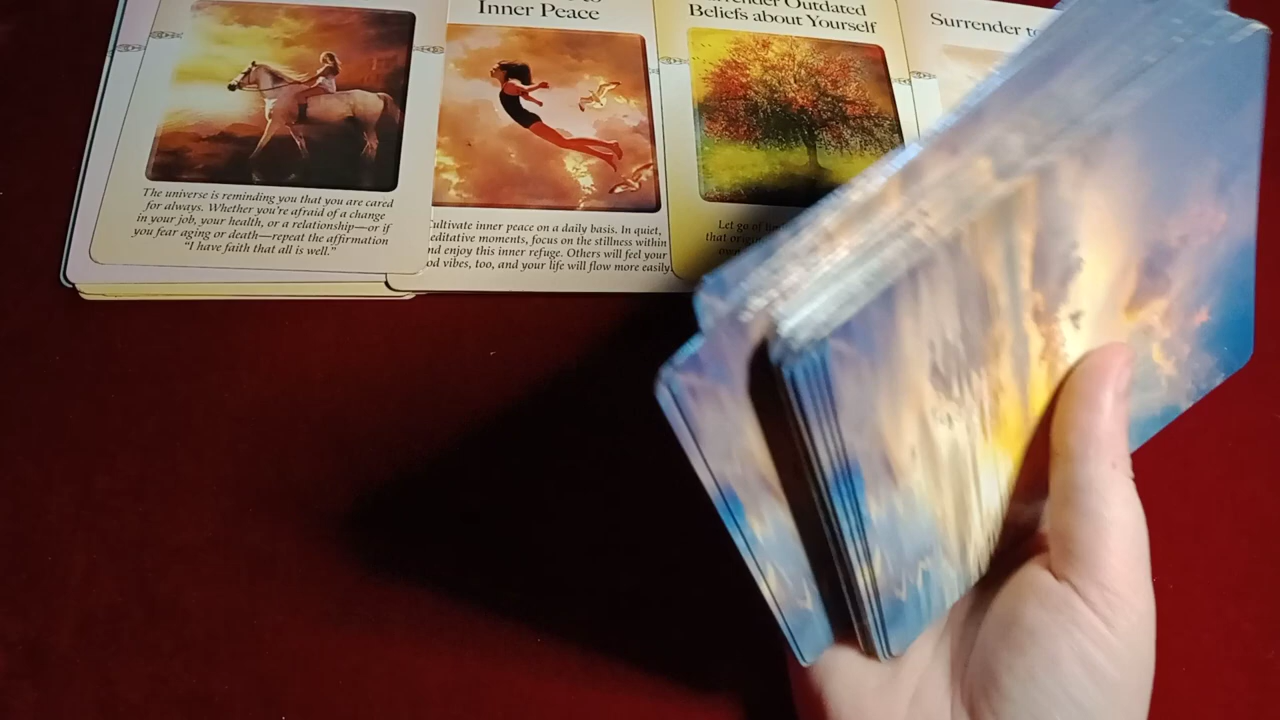 The universe is reminding you that you are cared
for always. Whether you're afraid of a change
in your job, your health, or a relationship—or if
you fear aging or death—repeat the affirmation
"I have faith that all is well."
to
Inner Peace
Cultivate inner peace on a daily basis. In quiet,
meditative moments, focus on the stillness within
and enjoy this inner refuge. Others will feel your
good vibes, too, and your life will flow more easily
Surrender Outdated
Beliefs about Yourself
Let go of
that
Surrender to